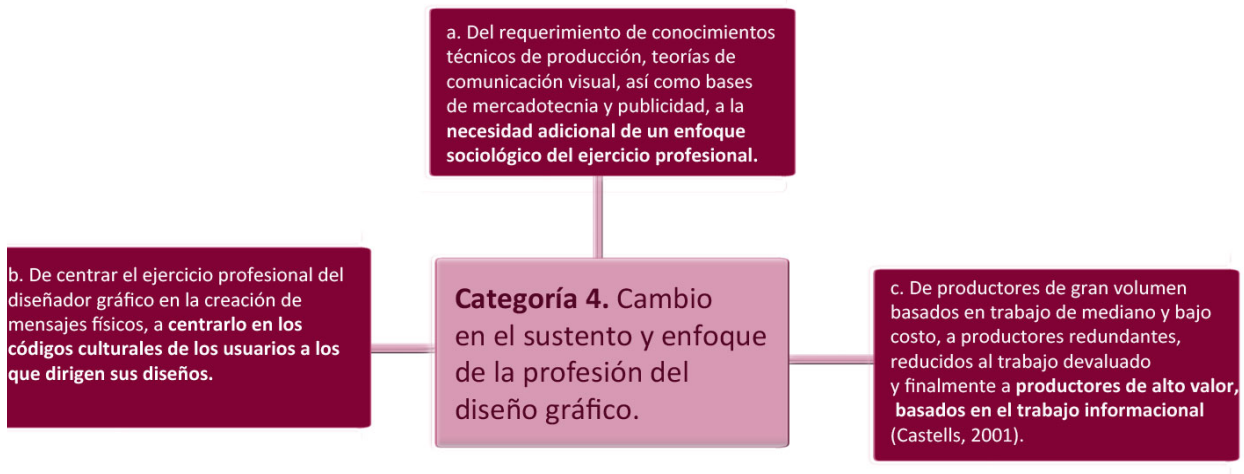 a. Del requerimiento de conocimientos
técnicos de producción, teorías de
comunicación visual, así como bases
de mercadotecnia y publicidad, a la
necesidad adicional de un enfoque
sociológico del ejercicio profesional.
b. De centrar el ejercicio profesional del
diseñador gráfico en la creación de
mensajes físicos, a centrarlo en los
códigos culturales de los usuarios a los
que dirigen sus diseños.
Categoría 4. Cambio
en el sustento y enfoque
de la profesión del
diseño gráfico.
c. De productores de gran volumen
basados en trabajo de mediano y bajo
costo, a productores redundantes,
reducidos al trabajo devaluado
y finalmente a productores de alto valor,
basados en el trabajo informacional
(Castells, 2001).